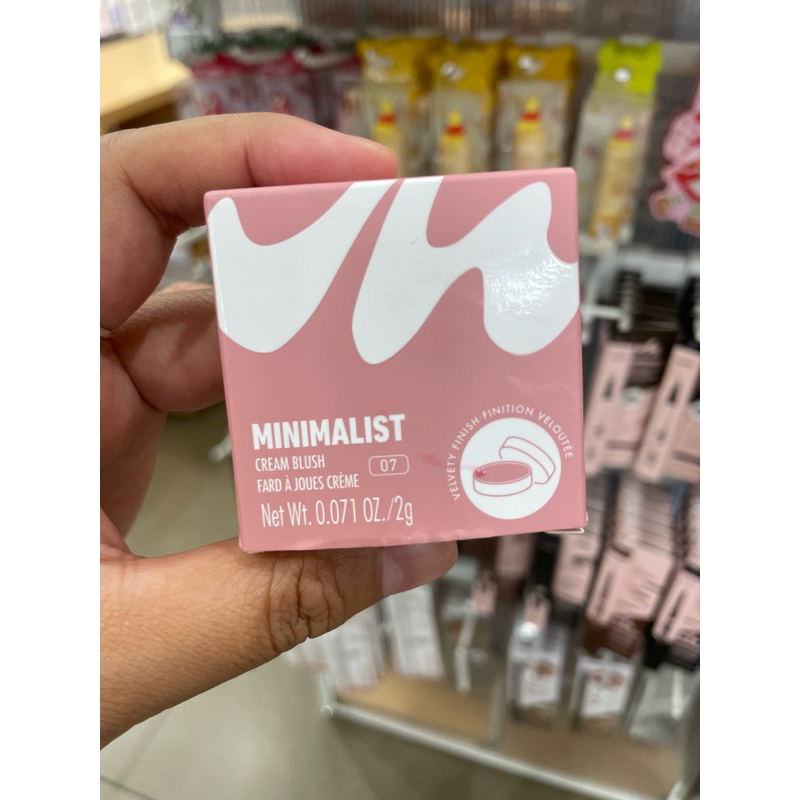 MINIMALIST
CREAM BLUSH
07
FARD À JOUES CRÈME
Net Wt. 0.071 OZ./2g
VELVETY FINISH·FINITION VELOUTÉE